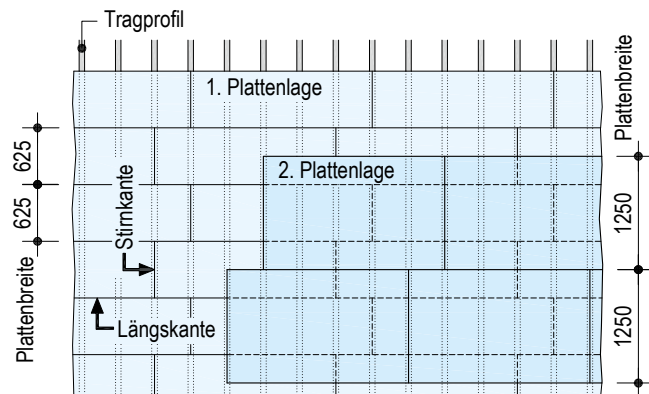 Tragprofil
1. Plattenlage
2. Plattenlage
625
625
Plattenbreite
Stirnkante
Längskante
Plattenbreite
1250
1250